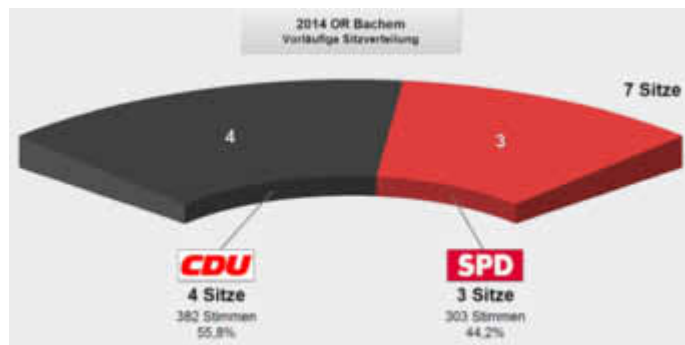 2014 OR Bachem
Vorläufige Sitzverteilung
7 Sitze
4
3
CDU
SPD
4 Sitze
3 Sitze
382 Stimmen
303 Stimmen
55,8%
44,2%